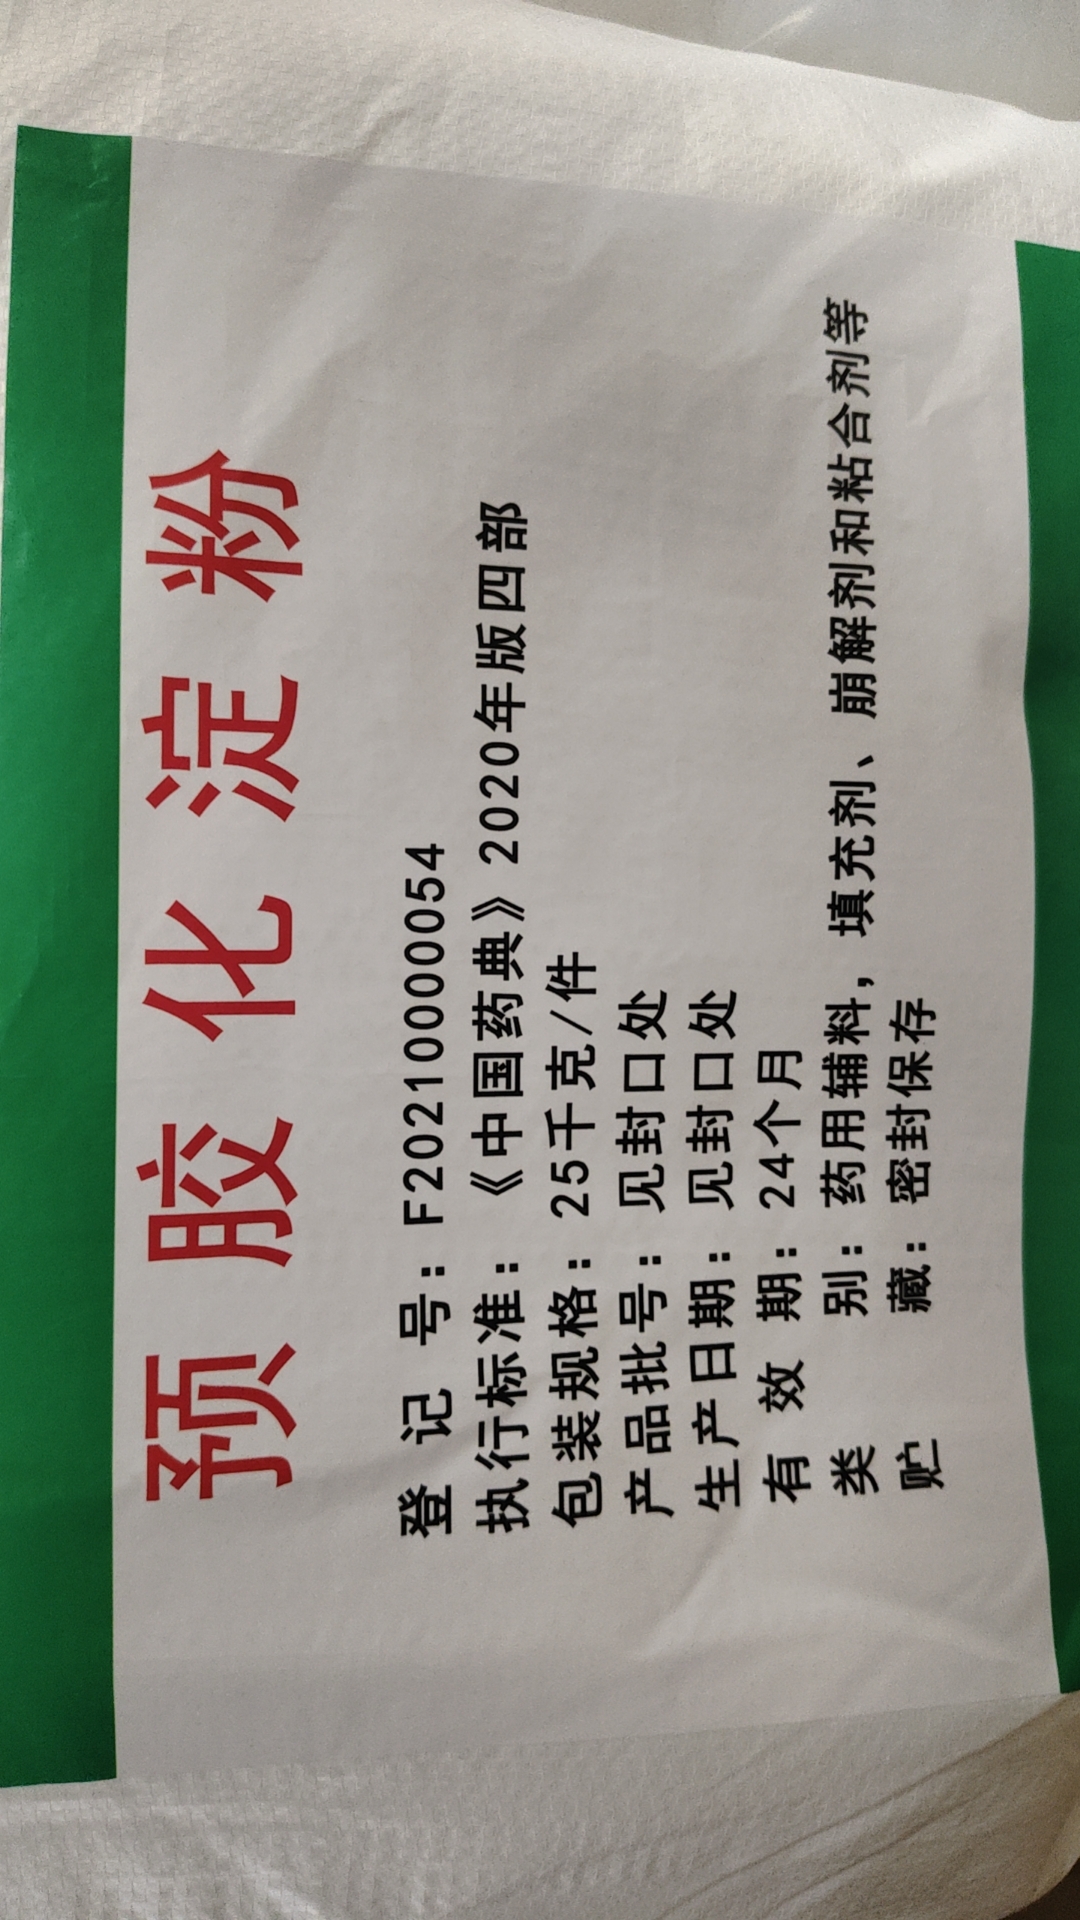 预胶化淀粉
登记号：F20210000054
执行标准：《中国药典》2020年版四部
包装规格：25千克/件
产品批号：见封口处
生产日期：见封口处
有效期：24个月
类别：药用辅料，填充剂、崩解剂和粘合剂等
贮藏：密封保存